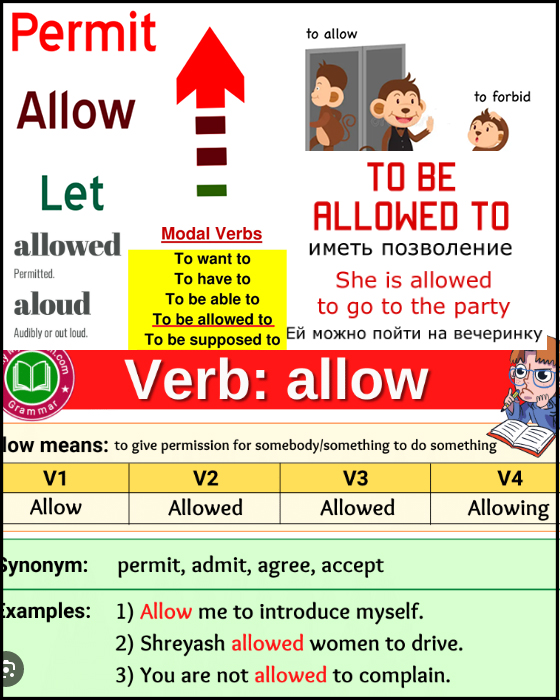 Permit
Allow
Let
allowed
Permitted.
aloud
Audibly or out loud.
Modal Verbs
To want to
To have to
To be able to
To be allowed to
To be supposed to
to allow
to forbid
TO BE
ALLOWED TO
иметь позволение
She is allowed
to go to the party
Ей можно пойти на вечеринку
.com
Grammar
Verb: allow
low means: to give permission for somebody/something to do something
V1 V2 V3 V4
Allow Allowed Allowed Allowing
Synonym: permit, admit, agree, accept
Examples: 1) Allow me to introduce myself.
2) Shreyash allowed women to drive.
3) You are not allowed to complain.